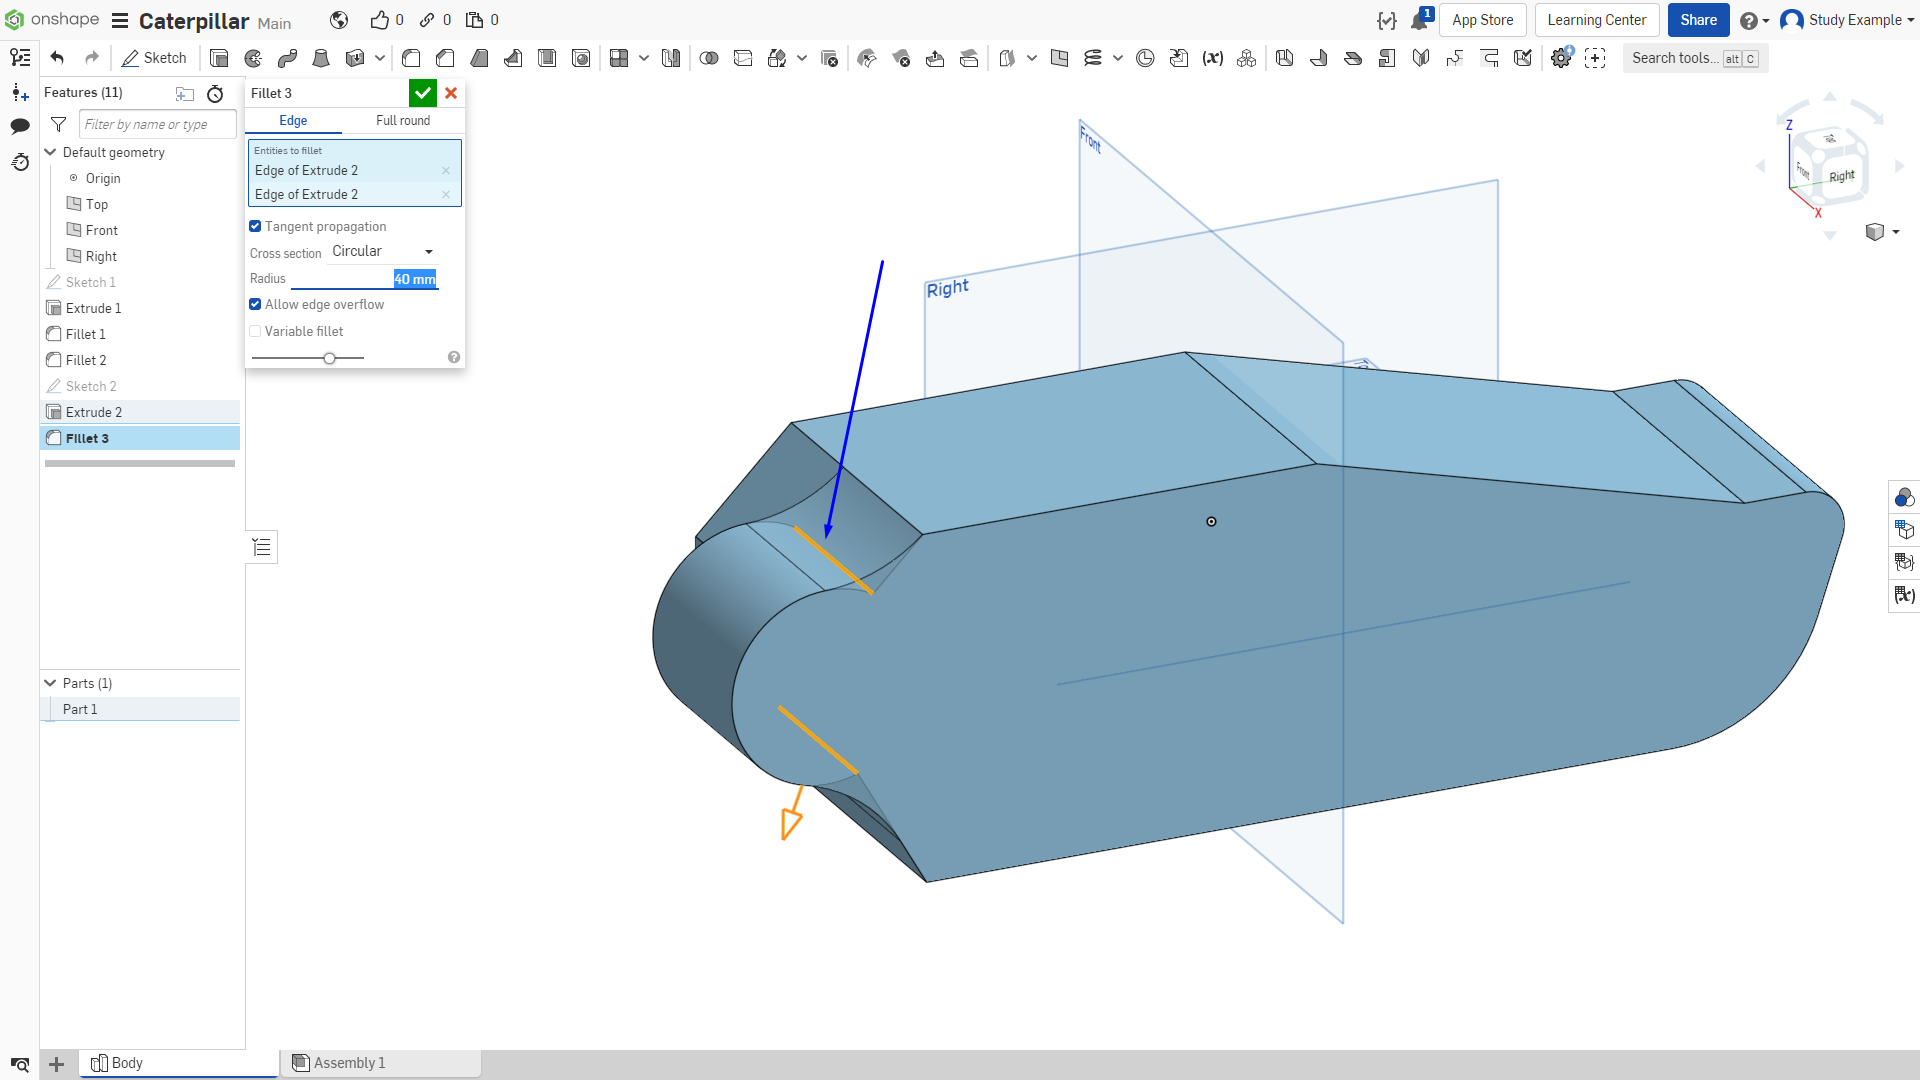 onshape Caterpillar Main 0 0 0 1 App Store Learning Center Share Study Example
Sketch Search tools... alt C
Features (11)
Filter by name or type
Default geometry
Origin
Top
Front
Right
Sketch 1
Extrude 1
Fillet 1
Fillet 2
Sketch 2
Extrude 2
Fillet 3
Parts (1)
Part 1
Fillet 3
Edge Full round
Entities to fillet
Edge of Extrude 2
Edge of Extrude 2
Tangent propagation
Cross section Circular
Radius 40 mm
Allow edge overflow
Variable fillet
Front
Right
Z
Front Right
X
Body Assembly 1